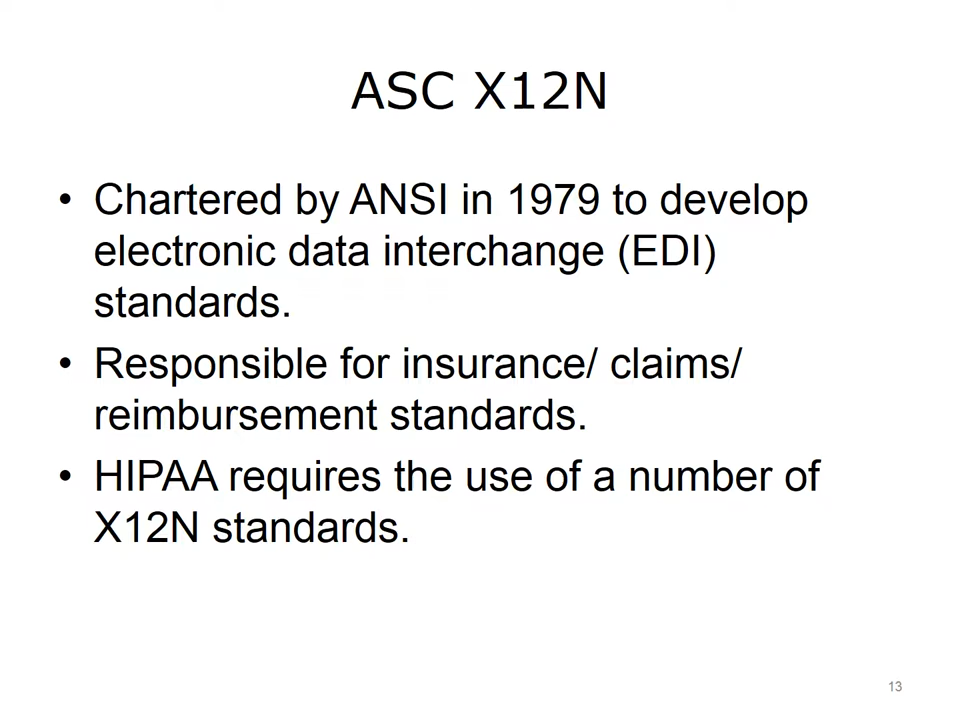 ASC X12N
• Chartered by ANSI in 1979 to develop
electronic data interchange (EDI)
standards.
• Responsible for insurance/ claims/
reimbursement standards.
• HIPAA requires the use of a number of
X12N standards.
13